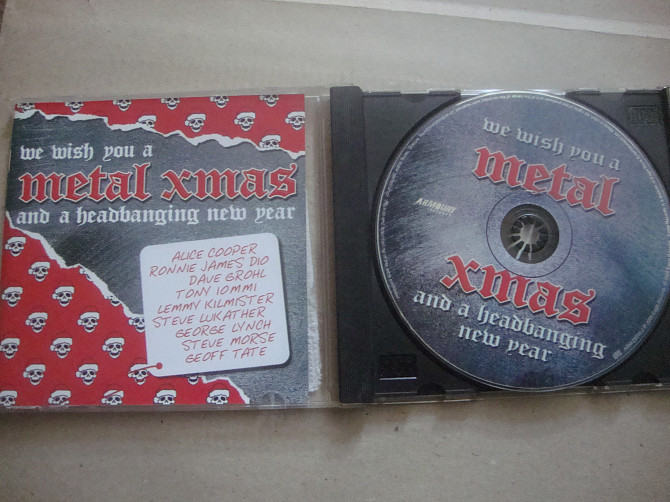 we wish you a
metal xmas
and a headbanging new year
ALICE COOPER
RONNIE JAMES DIO
DAVE GROHL
TONY IOMMI
LEMMY KILMISTER
STEVE LUKATHER
GEORGE LYNCH
STEVE MORSE
GEOFF TATE
we wish you a
metal
ARMOURY
xmas
and a headbanging
new year